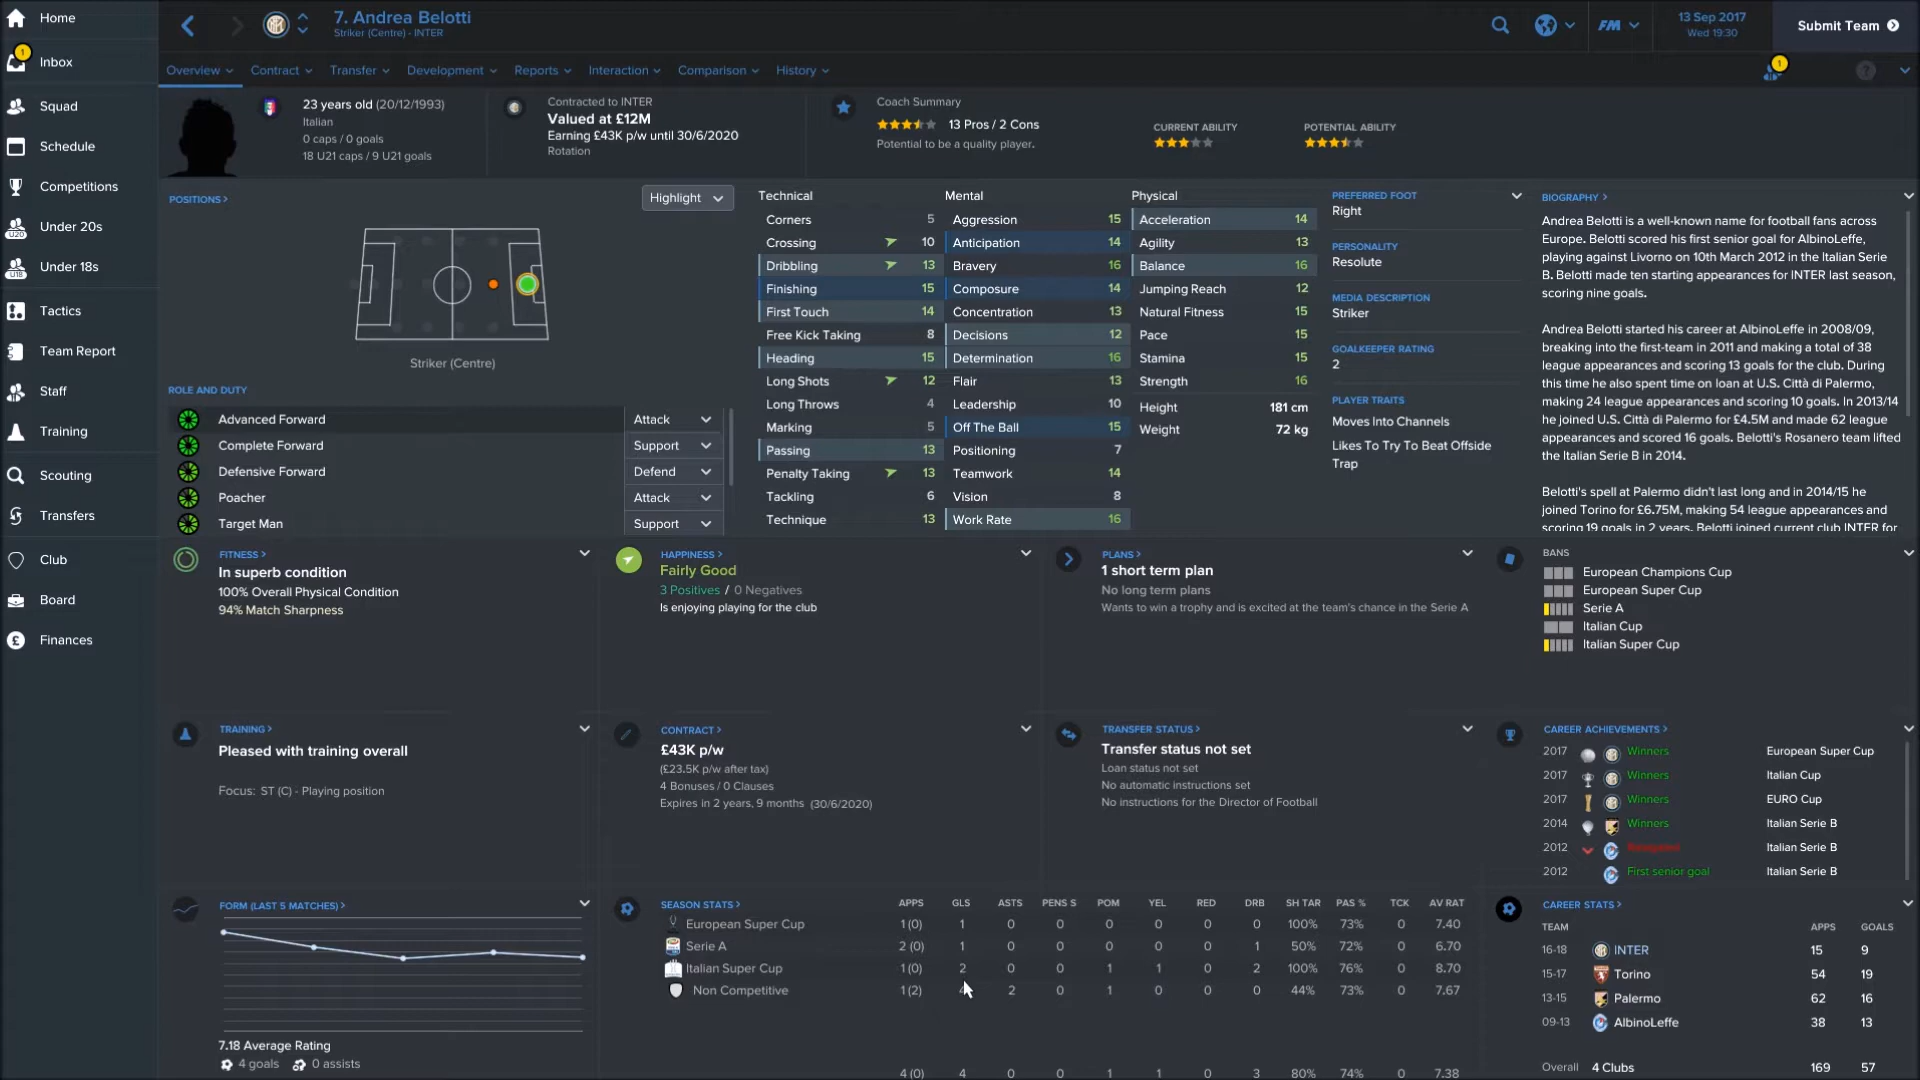 Home
1
Inbox
Squad
Schedule
Competitions
U20
Under 20s
U18
Under 18s
Tactics
Team Report
Staff
Training
Scouting
Transfers
Club
Board
£
Finances
7. Andrea Belotti
Striker (Centre) - INTER
FM
13 Sep 2017
Wed 19:30
Submit Team
Overview
Contract
Transfer
Development
Reports
Interaction
Comparison
History
1
?
23 years old (20/12/1993)
Italian
0 caps / 0 goals
18 U21 caps / 9 U21 goals
Contracted to INTER
Valued at £12M
Earning £43K p/w until 30/6/2020
Rotation
Coach Summary
13 Pros / 2 Cons
Potential to be a quality player.
CURRENT ABILITY
POTENTIAL ABILITY
POSITIONS >
Highlight
Striker (Centre)
ROLE AND DUTY
Advanced Forward Attack
Complete Forward Support
Defensive Forward Defend
Poacher Attack
Target Man Support
Technical
Corners 5
Crossing 10
Dribbling 13
Finishing 15
First Touch 14
Free Kick Taking 8
Heading 15
Long Shots 12
Long Throws 4
Marking 5
Passing 13
Penalty Taking 13
Tackling 6
Technique 13
Mental
Aggression 15
Anticipation 14
Bravery 16
Composure 14
Concentration 13
Decisions 12
Determination 16
Flair 13
Leadership 10
Off The Ball 15
Positioning 7
Teamwork 14
Vision 8
Work Rate 16
Physical
Acceleration 14
Agility 13
Balance 16
Jumping Reach 12
Natural Fitness 15
Pace 15
Stamina 15
Strength 16
Height 181 cm
Weight 72 kg
PREFERRED FOOT
Right
PERSONALITY
Resolute
MEDIA DESCRIPTION
Striker
GOALKEEPER RATING
2
PLAYER TRAITS
Moves Into Channels
Likes To Try To Beat Offside
Trap
BIOGRAPHY >
Andrea Belotti is a well-known name for football fans across
Europe. Belotti scored his first senior goal for AlbinoLeffe,
playing against Livorno on 10th March 2012 in the Italian Serie
B. Belotti made ten starting appearances for INTER last season,
scoring nine goals.
Andrea Belotti started his career at AlbinoLeffe in 2008/09,
breaking into the first-team in 2011 and making a total of 38
league appearances and scoring 13 goals for the club. During
this time he also spent time on loan at U.S. Città di Palermo,
making 24 league appearances and scoring 10 goals. In 2013/14
he joined U.S. Città di Palermo for £4.5M and made 62 league
appearances and scored 16 goals. Belotti's Rosanero team lifted
the Italian Serie B in 2014.
Belotti's spell at Palermo didn't last long and in 2014/15 he
joined Torino for £6.75M, making 54 league appearances and
scoring 19 goals in 2 years. Belotti joined current club INTER for
FITNESS >
In superb condition
100% Overall Physical Condition
94% Match Sharpness
HAPPINESS >
Fairly Good
3 Positives / 0 Negatives
Is enjoying playing for the club
PLANS >
1 short term plan
No long term plans
Wants to win a trophy and is excited at the team's chance in the Serie A
BANS
European Champions Cup
European Super Cup
Serie A
Italian Cup
Italian Super Cup
TRAINING >
Pleased with training overall
Focus: ST (C) - Playing position
CONTRACT >
£43K p/w
(£23.5K p/w after tax)
4 Bonuses / 0 Clauses
Expires in 2 years, 9 months (30/6/2020)
TRANSFER STATUS >
Transfer status not set
Loan status not set
No automatic instructions set
No instructions for the Director of Football
CAREER ACHIEVEMENTS >
2017 Winners European Super Cup
2017 Winners Italian Cup
2017 Winners EURO Cup
2014 Winners Italian Serie B
2012 Italian Serie B
2012 First senior goal Italian Serie B
FORM (LAST 5 MATCHES) >
7.18 Average Rating
4 goals 0 assists
SEASON STATS > APPS GLS ASTS PENS S POM YEL RED DRB SH TAR PAS % TCK AV RAT
European Super Cup 1 (0) 1 0 0 0 0 0 0 100% 73% 0 7.40
Serie A 2 (0) 1 0 0 0 0 0 1 50% 72% 0 6.70
Italian Super Cup 1 (0) 2 0 0 1 1 0 2 100% 76% 0 8.70
Non Competitive 1 (2) 2 0 1 0 0 0 44% 73% 0 7.67
4 (0) 4 0 0 1 1 0 3 80% 74% 0 7.38
CAREER STATS >
TEAM APPS GOALS
16-18 INTER 15 9
15-17 Torino 54 19
13-15 Palermo 62 16
09-13 AlbinoLeffe 38 13
Overall 4 Clubs 169 57